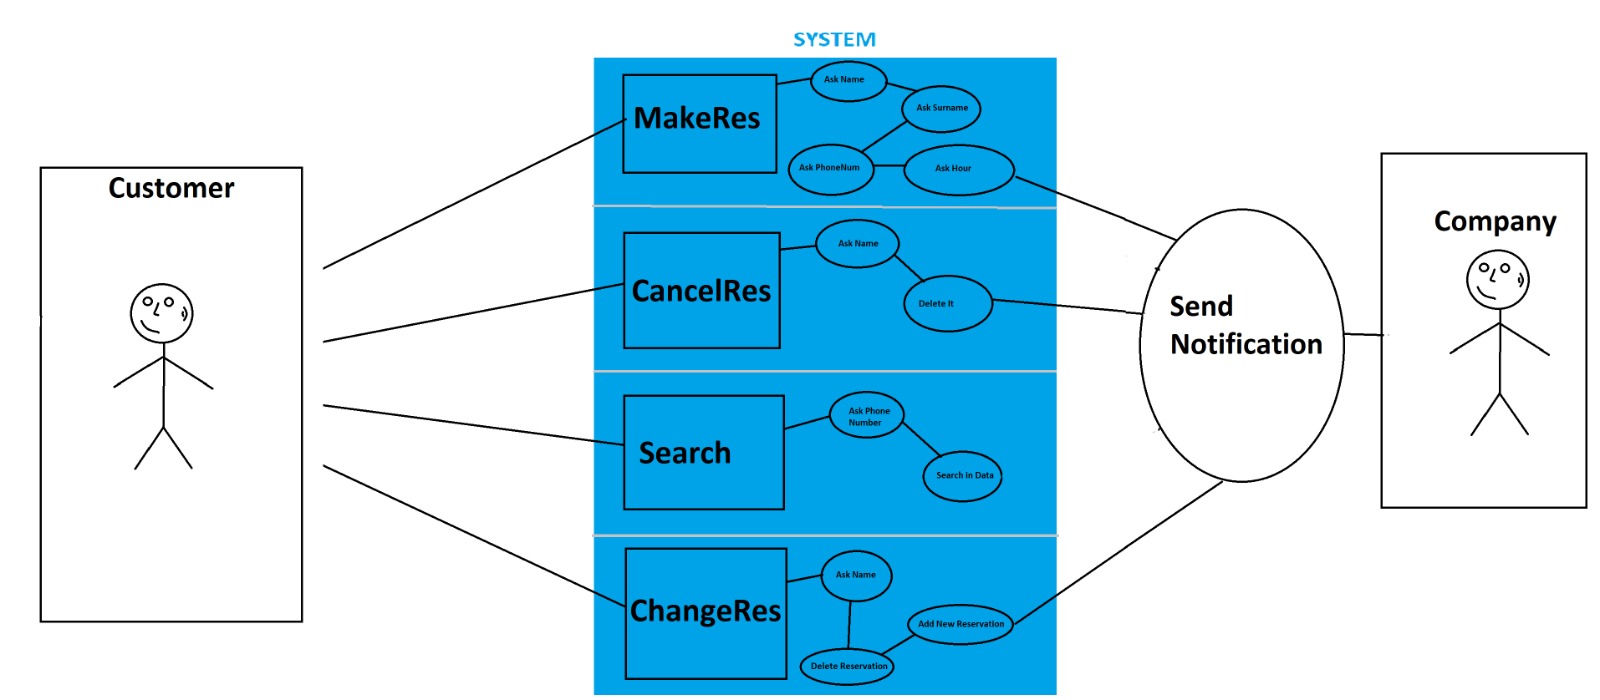 SYSTEM
Customer
MakeRes
Ask Name
Ask Surname
Ask PhoneNum
Ask Hour
CancelRes
Ask Name
Delete It
Search
Ask Phone
Number
Search In Data
ChangeRes
Ask Name
Delete Reservation
Add New Reservation
Send
Notification
Company